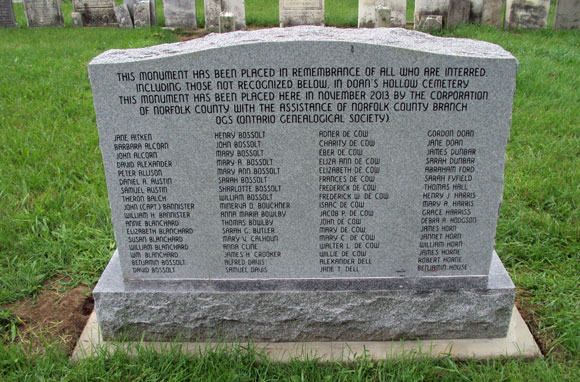 THIS MONUMENT HAS BEEN PLACED IN REMEMBRANCE OF ALL WHO ARE INTERRED,
INCLUDING THOSE NOT RECOGNIZED BELOW, IN DOAN'S HOLLOW CEMETERY
THIS MONUMENT HAS BEEN PLACED HERE IN NOVEMBER 2013 BY THE CORPORATION
OF NORFOLK COUNTY WITH THE ASSISTANCE OF NORFOLK COUNTY BRANCH
OGS (ONTARIO GENEALOGICAL SOCIETY).
JANE AITKEN
BARBARA ALCORN
JOHN ALCORN
DAVID ALEXANDER
PETER ALLISON
DANIEL A. AUSTIN
SAMUEL AUSTIN
THERON BALCH
JOHN (CAPT) BANNISTER
WILLIAM H. BANNISTER
ANNIE BLANCHARD
ELIZABETH BLANCHARD
SUSAN BLANCHARD
WILLIAM BLANCHARD
WM BLANCHARD
BENJAMIN BOSSOLT
DAVID BOSSOLT
HENRY BOSSOLT
JOHN BOSSOLT
MARY BOSSOLT
MARY A. BOSSOLT
MARY ANN BOSSOLT
SARAH BOSSOLT
SHARLOTTE BOSSOLT
WILLIAM BOSSOLT
MINERVA D. BOUCHNER
ANNA MARIA BOWLBY
THOMAS BOWLBY
SARAH G. BUTLER
MARY V. CALHOUN
ANNA CLINE
JAMES H. CROOKER
ALFRED DAVIS
SAMUEL DAVIS
ABNER DE COW
CHARITY DE COW
EBER DE COW
ELIZA ANN DE COW
ELIZABETH DE COW
FRANCES DE COW
FREDERICK DE COW
FREDERICK W. DE COW
ISAAC DE COW
JACOB P. DE COW
JOHN DE COW
MARY DE COW
MARY C. DE COW
WALTER L. DE COW
WILLIE DE COW
ALEXANDER DELL
JANE T. DELL
GORDON DOAN
JANE DOAN
JAMES DUNBAR
SARAH DUNBAR
ABRAHAM FORD
SARAH FYFIELD
THOMAS HALL
HENRY J. HARRIS
MARY A. HARRIS
GRACE HARRISS
DEBRA A. HODGSON
JAMES HORN
JANNET HORN
WILLIAM HORN
JAMES HORNE
ROBERT HORNE
BENJAMIN HOUSE